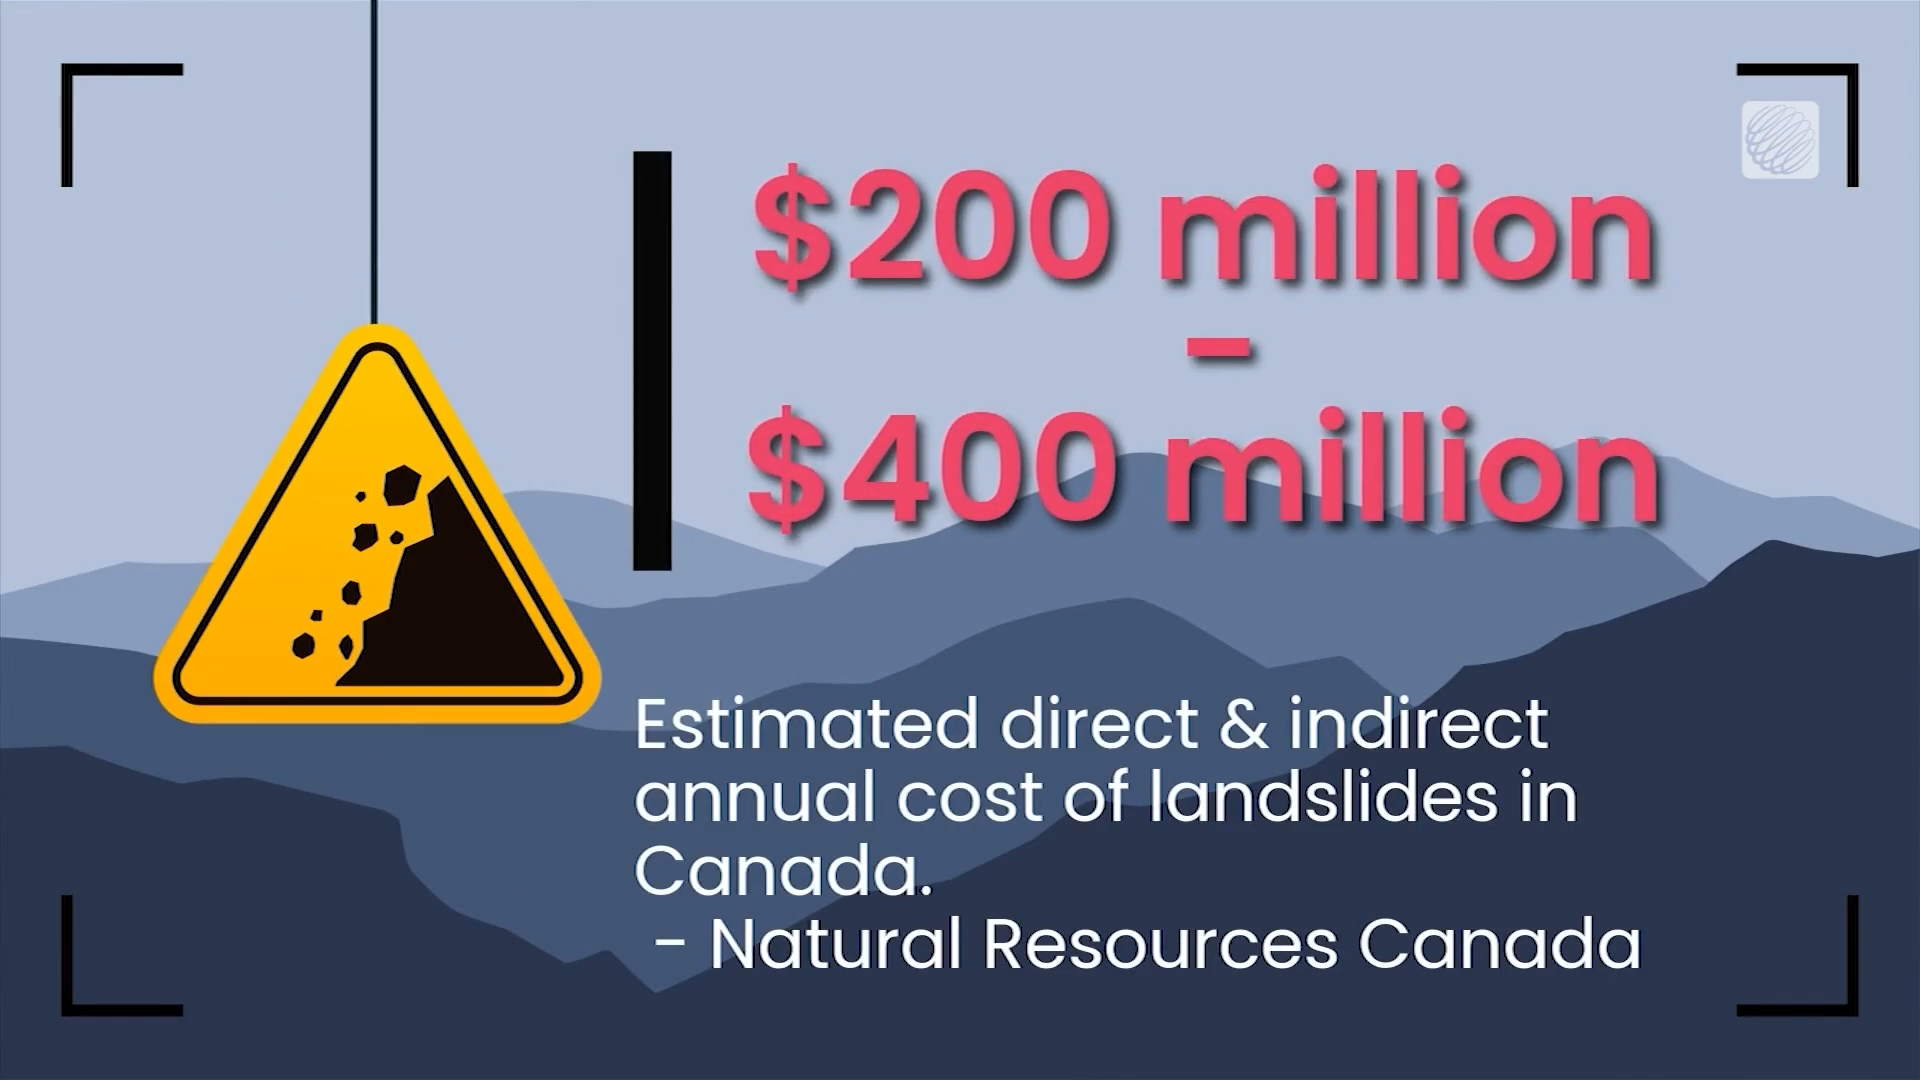 $200 million
-
$400 million
Estimated direct & indirect
annual cost of landslides in
Canada.
- Natural Resources Canada